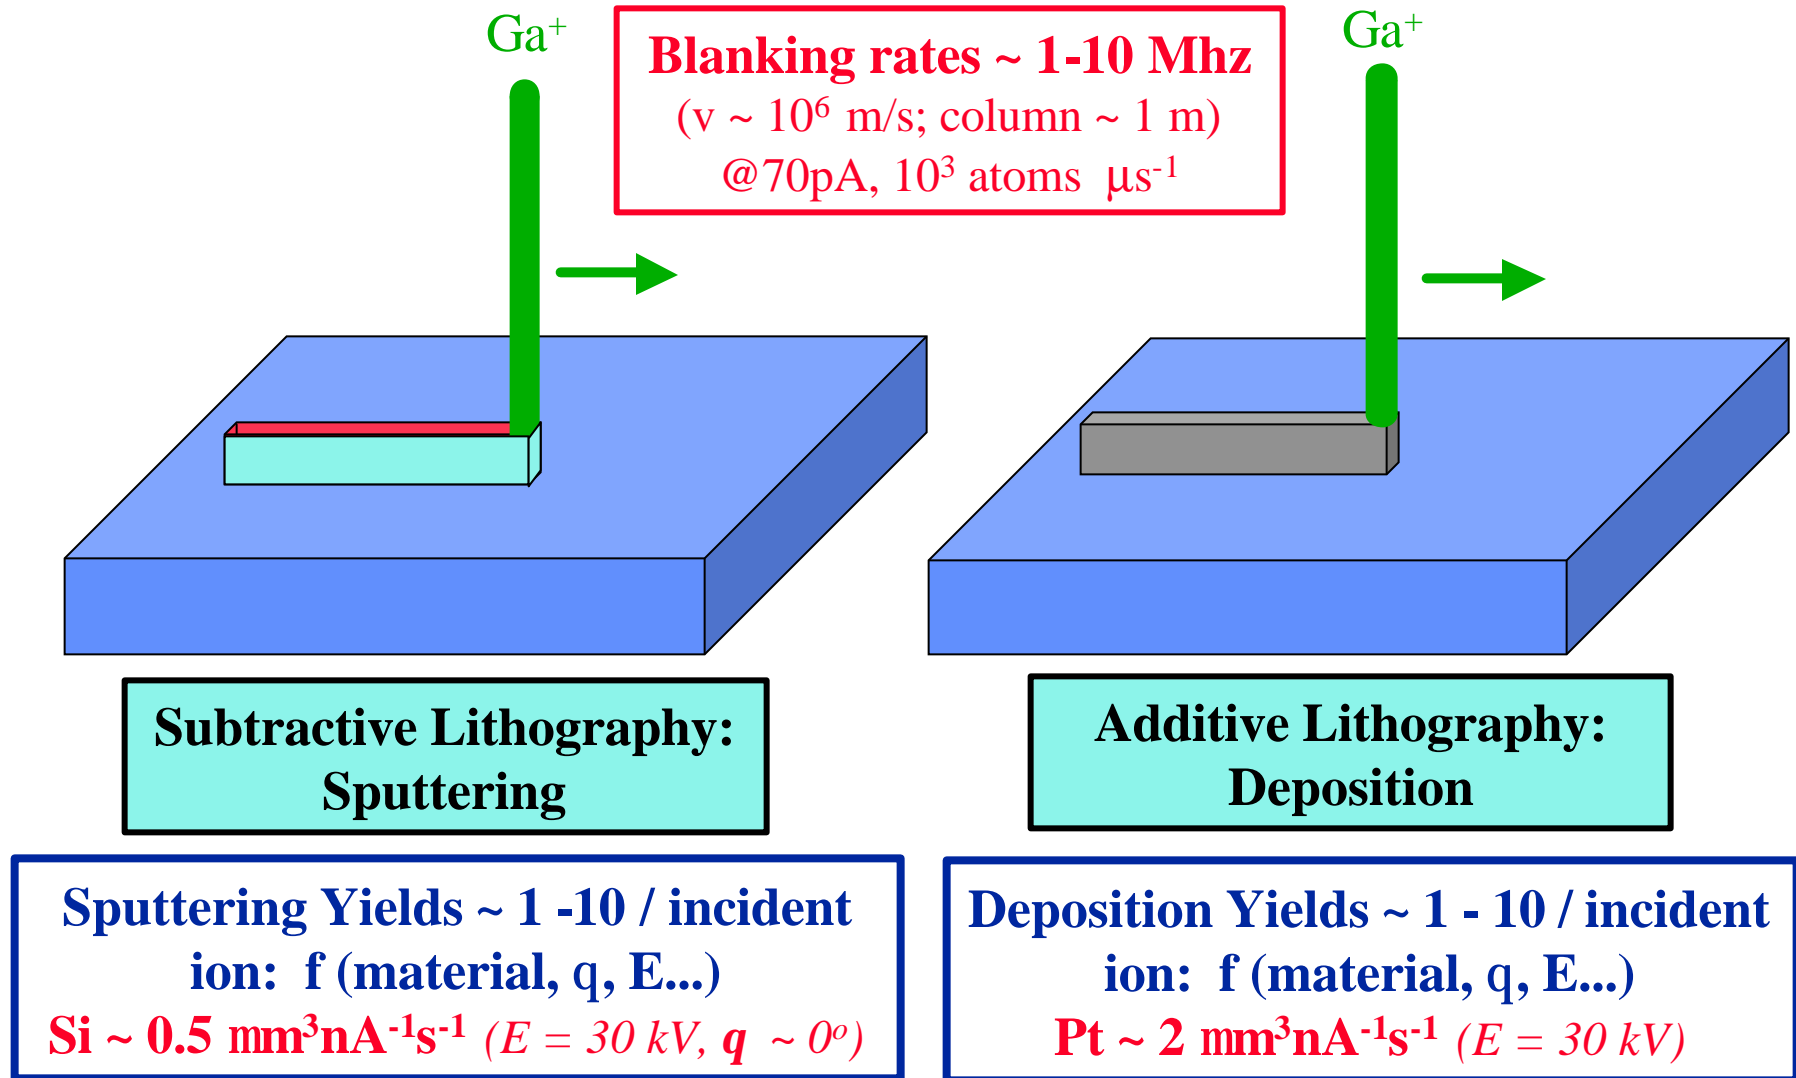 Ga⁺
Blanking rates ~ 1-10 Mhz
(v ~ 10⁶ m/s; column ~ 1 m)
@70pA, 10³ atoms μs⁻¹
Ga⁺
Subtractive Lithography:
Sputtering
Additive Lithography:
Deposition
Sputtering Yields ~ 1 -10 / incident
ion: f (material, q, E...)
Si ~ 0.5 mm³nA⁻¹s⁻¹ (E = 30 kV, q ~ 0º)
Deposition Yields ~ 1 - 10 / incident
ion: f (material, q, E...)
Pt ~ 2 mm³nA⁻¹s⁻¹ (E = 30 kV)